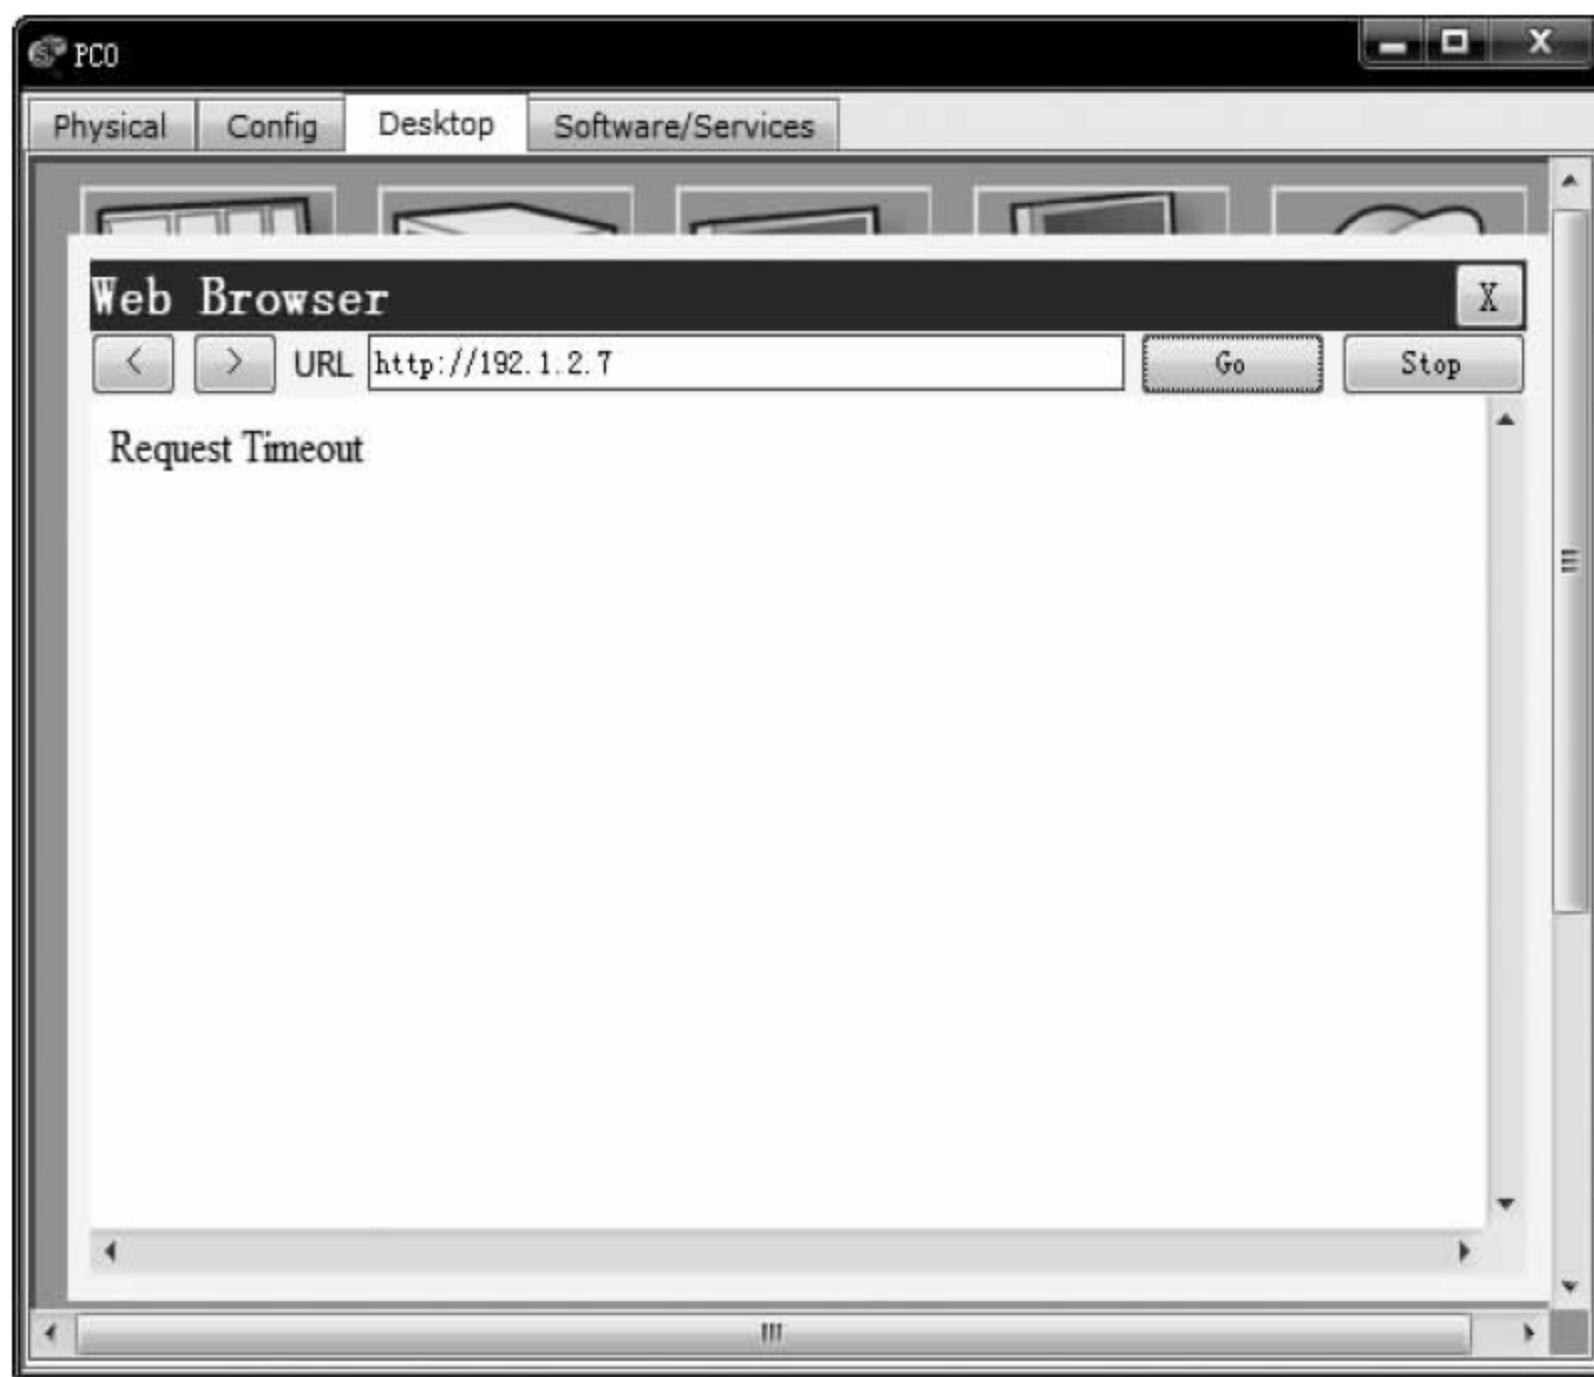 PC0
X
Physical Config Desktop Software/Services
Web Browser
X
< > URL http://192.1.2.7 Go Stop
Request Timeout